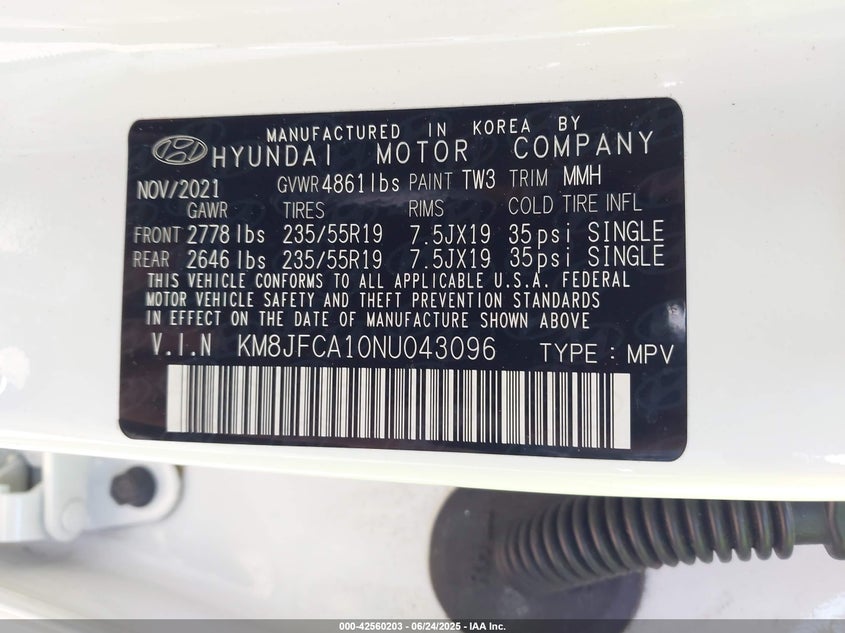 MANUFACTURED IN KOREA BY
HYUNDAI MOTOR COMPANY
NOV/2021 GVWR 4861lbs PAINT TW3 TRIM MMH
GAWR TIRES RIMS COLD TIRE INFL
FRONT 2778 lbs 235/55R19 7.5JX19 35psi SINGLE
REAR 2646 lbs 235/55R19 7.5JX19 35psi SINGLE
THIS VEHICLE CONFORMS TO ALL APPLICABLE U.S.A. FEDERAL
MOTOR VEHICLE SAFETY AND THEFT PREVENTION STANDARDS
IN EFFECT ON THE DATE OF MANUFACTURE SHOWN ABOVE
V.I.N KM8JFCA10NU043096 TYPE : MPV
000-42560203 - 06/24/2025 - IAA Inc.